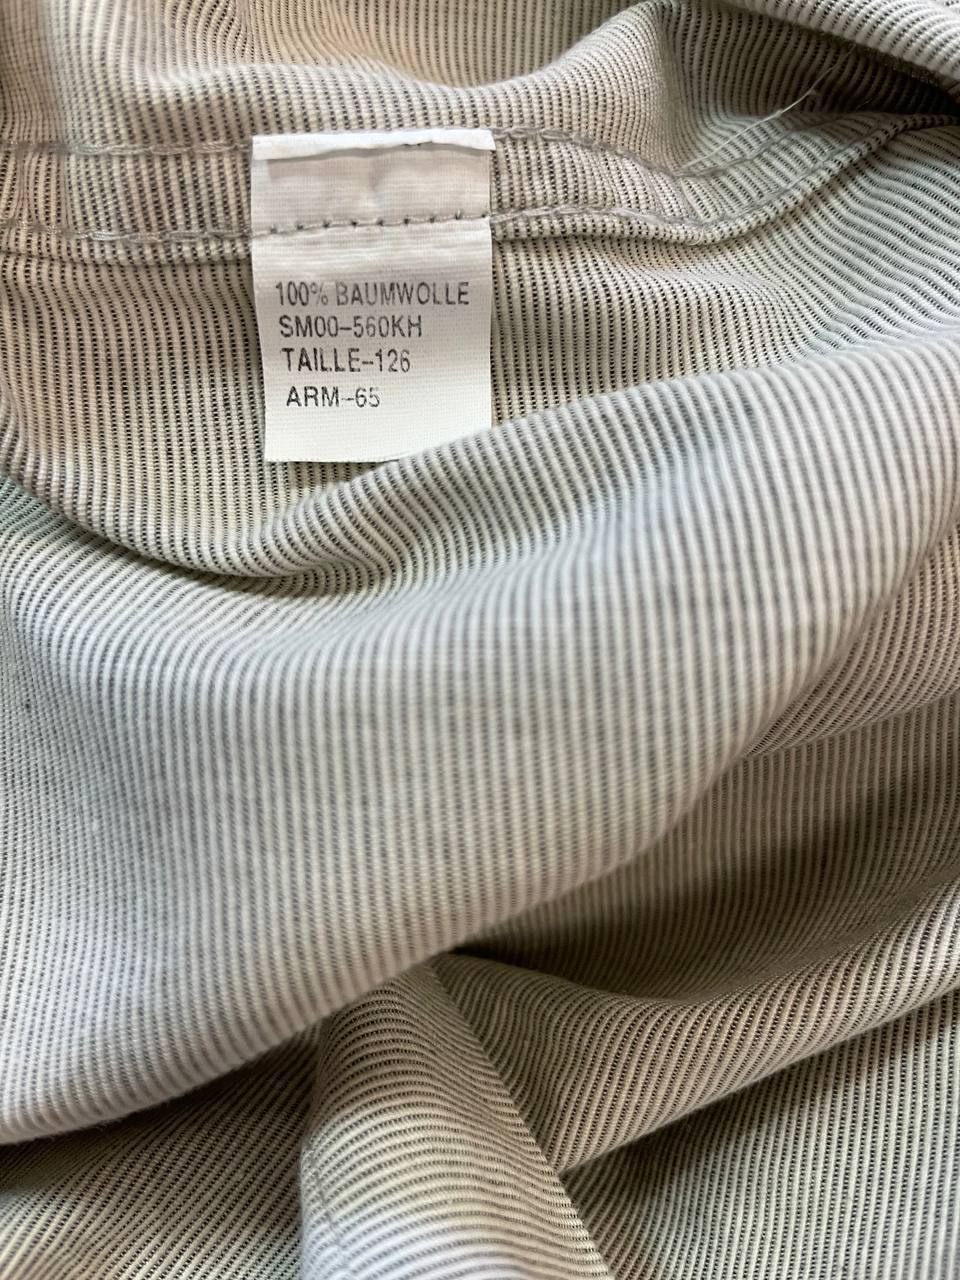 100% BAUMWOLLE
SM00-560KH
TAILLE-126
ARM-65